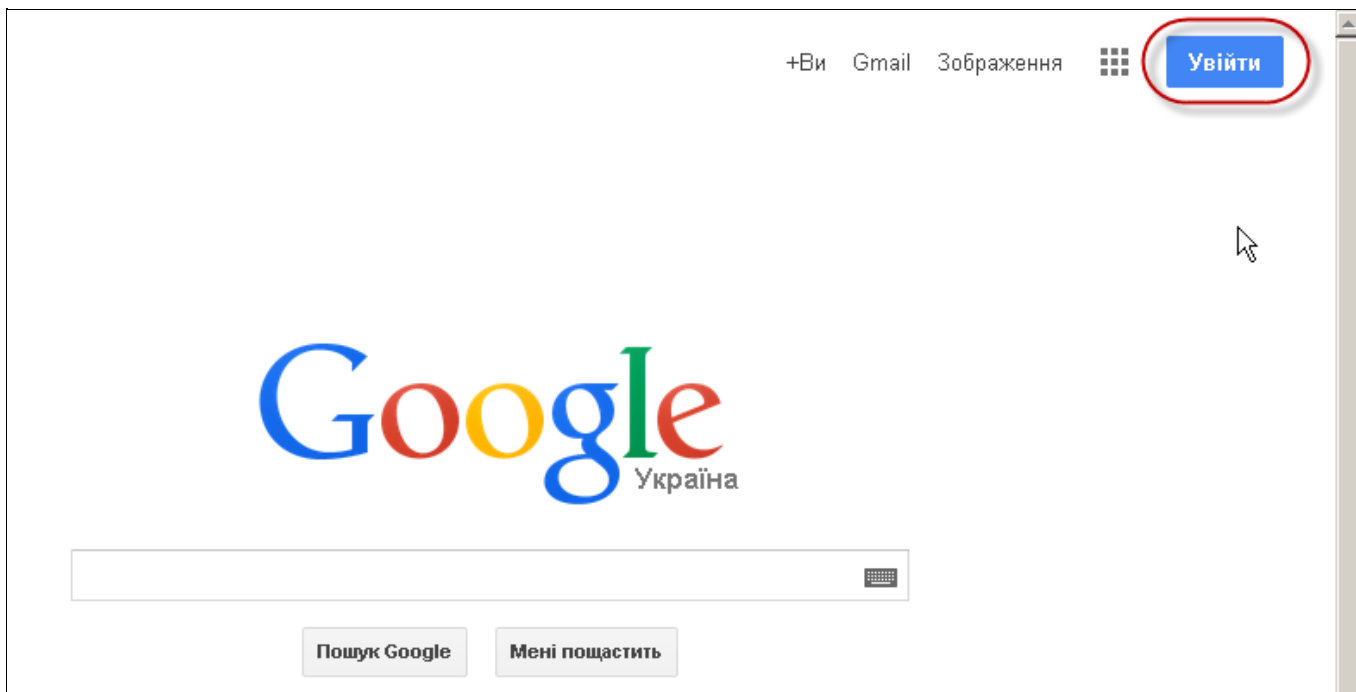 +Ви Gmail Зображення Увійти
Google
Україна
Пошук Google Мені пощастить